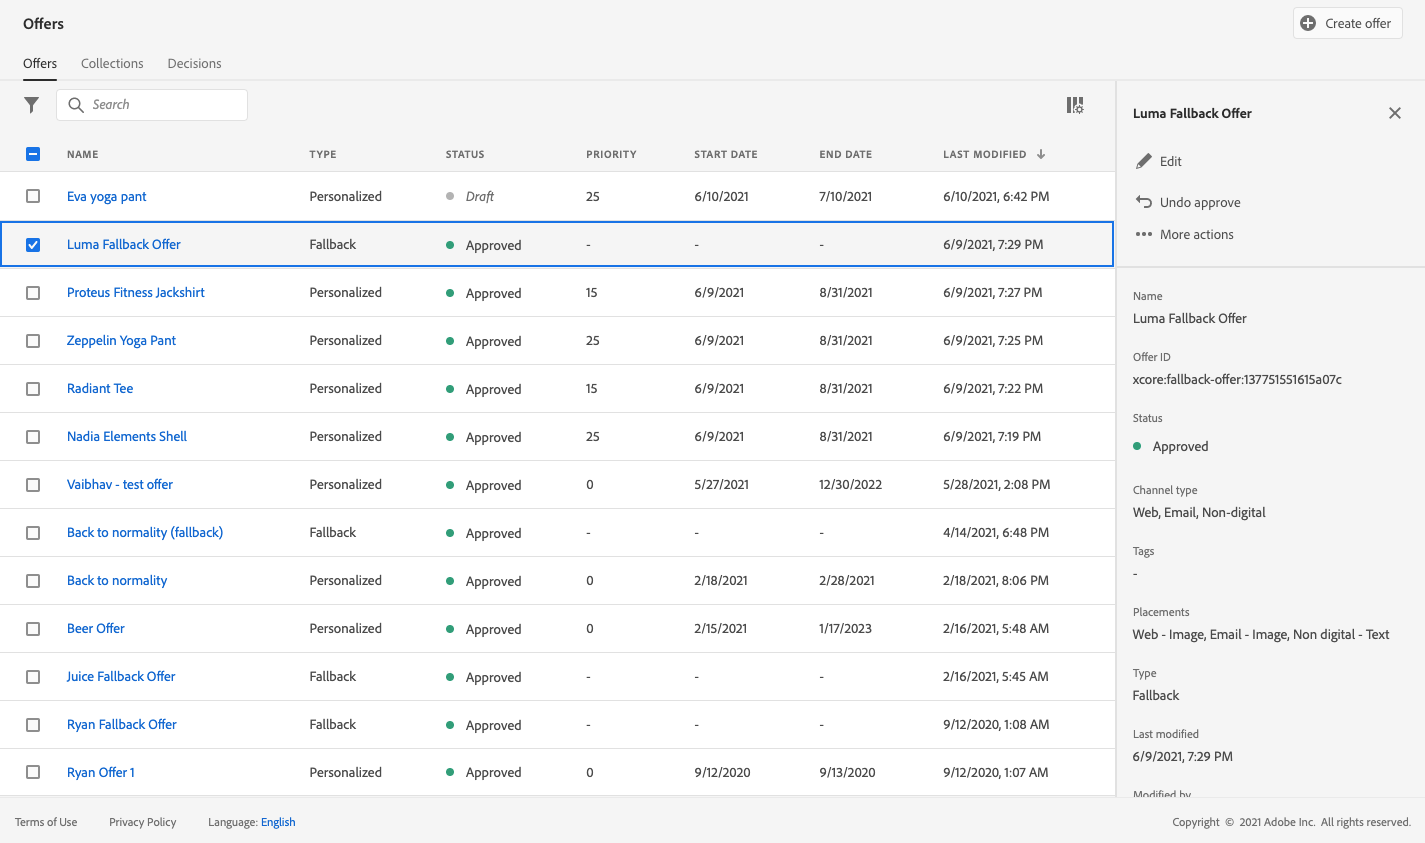 Offers
Create offer
Offers Collections Decisions
Search
NAME TYPE STATUS PRIORITY START DATE END DATE LAST MODIFIED
Eva yoga pant Personalized Draft 25 6/10/2021 7/10/2021 6/10/2021, 6:42 PM
Luma Fallback Offer Fallback Approved - - - 6/9/2021, 7:29 PM
Proteus Fitness Jackshirt Personalized Approved 15 6/9/2021 8/31/2021 6/9/2021, 7:27 PM
Zeppelin Yoga Pant Personalized Approved 25 6/9/2021 8/31/2021 6/9/2021, 7:25 PM
Radiant Tee Personalized Approved 15 6/9/2021 8/31/2021 6/9/2021, 7:22 PM
Nadia Elements Shell Personalized Approved 25 6/9/2021 8/31/2021 6/9/2021, 7:19 PM
Vaibhav - test offer Personalized Approved 0 5/27/2021 12/30/2022 5/28/2021, 2:08 PM
Back to normality (fallback) Fallback Approved - - - 4/14/2021, 6:48 PM
Back to normality Personalized Approved 0 2/18/2021 2/28/2021 2/18/2021, 8:06 PM
Beer Offer Personalized Approved 0 2/15/2021 1/17/2023 2/16/2021, 5:48 AM
Juice Fallback Offer Fallback Approved - - - 2/16/2021, 5:45 AM
Ryan Fallback Offer Fallback Approved - - - 9/12/2020, 1:08 AM
Ryan Offer 1 Personalized Approved 0 9/12/2020 9/13/2020 9/12/2020, 1:07 AM
Luma Fallback Offer
Edit
Undo approve
More actions
Name
Luma Fallback Offer
Offer ID
xcore:fallback-offer:137751551615a07c
Status
Approved
Channel type
Web, Email, Non-digital
Tags
-
Placements
Web - Image, Email - Image, Non digital - Text
Type
Fallback
Last modified
6/9/2021, 7:29 PM
Modified by
Terms of Use Privacy Policy Language: English
Copyright © 2021 Adobe Inc. All rights reserved.